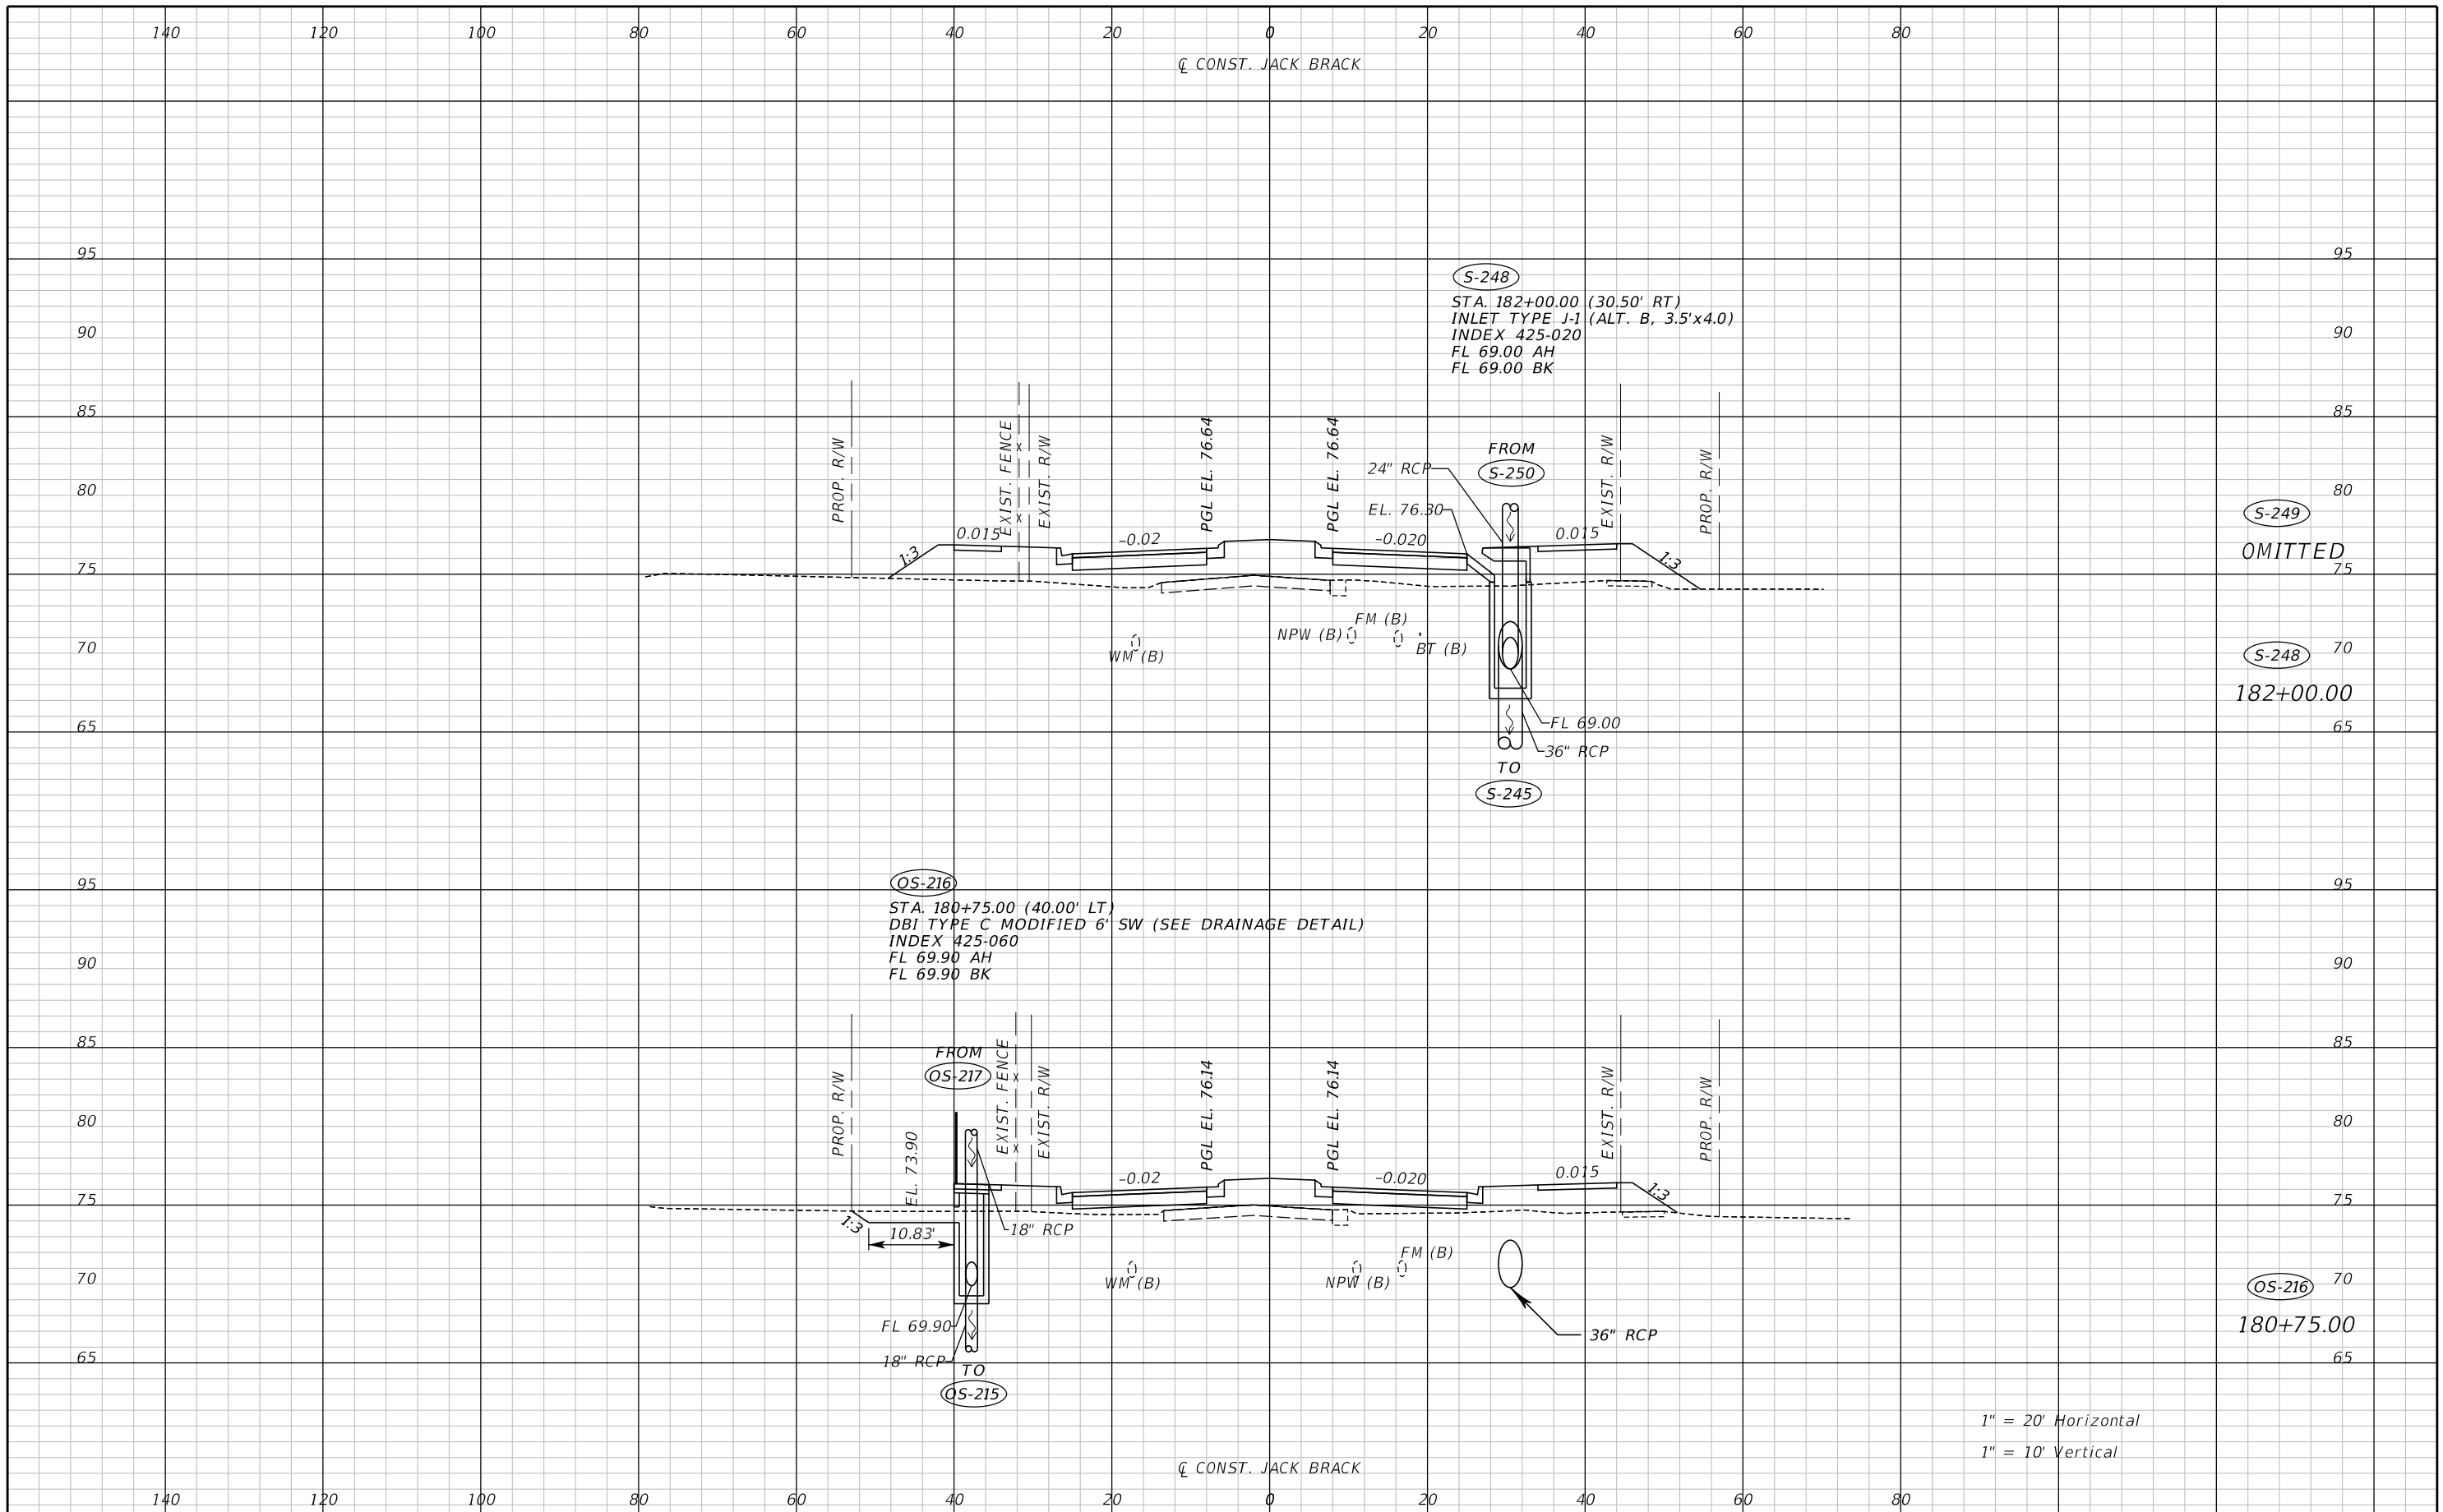 140 120 100 80 60 40 20 0 20 40 60 80
℄ CONST. JACK BRACK
95 95
S-248
STA. 182+00.00 (30.50' RT)
INLET TYPE J-1 (ALT. B, 3.5'x4.0)
INDEX 425-020
FL 69.00 AH
FL 69.00 BK
90 90
85 85
PROP. R/W
EXIST. FENCE
X
X
EXIST. R/W
PGL EL. 76.64
PGL EL. 76.64
FROM
S-250
24" RCP
EL. 76.30
EXIST. R/W
PROP. R/W
80 80
S-249
OMITTED
1:3
0.015
-0.02
-0.020
0.015
1:3
75 75
WM (B)
NPW (B)
FM (B)
BT (B)
70 70
S-248
182+00.00
FL 69.00
36" RCP
65 65
TO
S-245
95 95
OS-216
STA. 180+75.00 (40.00' LT)
DBI TYPE C MODIFIED 6' SW (SEE DRAINAGE DETAIL)
INDEX 425-060
FL 69.90 AH
FL 69.90 BK
90 90
85 85
FROM
OS-217
PROP. R/W
EL. 73.90
EXIST. FENCE
X
X
EXIST. R/W
PGL EL. 76.14
PGL EL. 76.14
EXIST. R/W
PROP. R/W
80 80
-0.02
-0.020
0.015
1:3
75 75
1:3
10.83'
18" RCP
WM (B)
NPW (B)
FM (B)
70 70
OS-216
180+75.00
FL 69.90
18" RCP
36" RCP
65 65
TO
OS-215
1" = 20' Horizontal
1" = 10' Vertical
℄ CONST. JACK BRACK
140 120 100 80 60 40 20 0 20 40 60 80